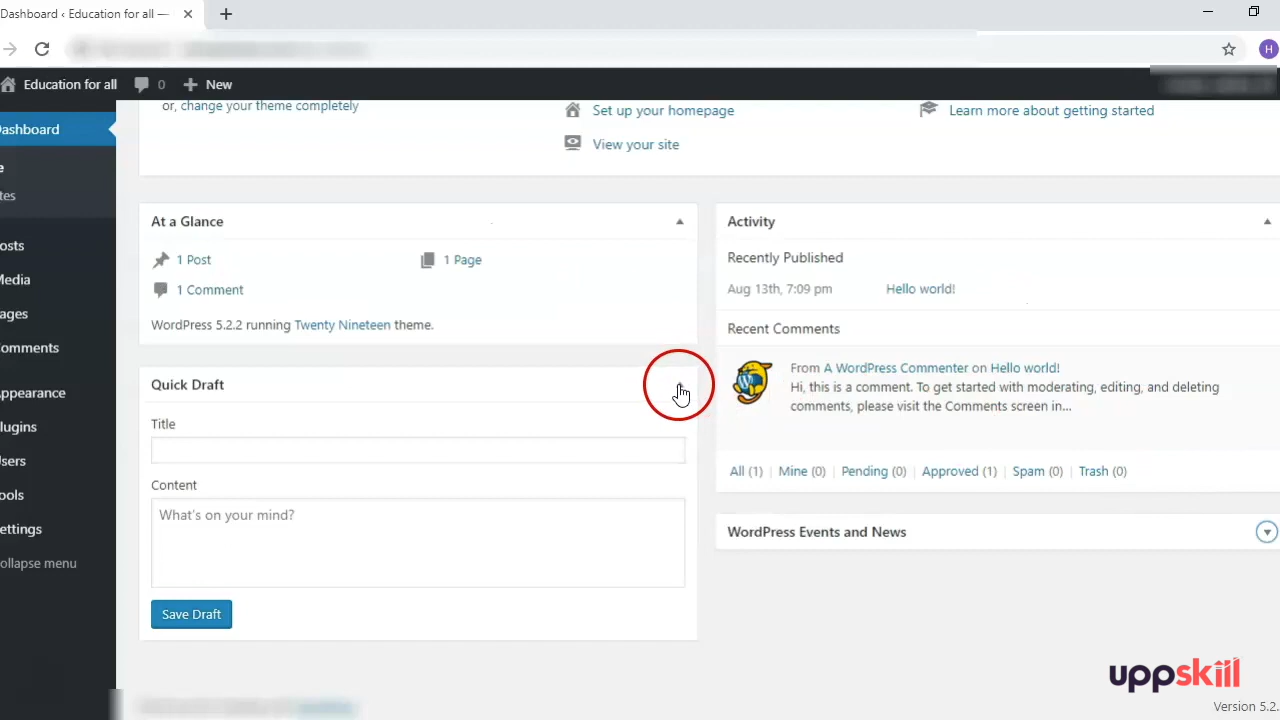 Dashboard ‹ Education for all —
H
Education for all
0
New
or, change your theme completely
Set up your homepage
View your site
Learn more about getting started
ashboard
e
tes
osts
edia
ages
omments
ppearance
lugins
sers
ools
ettings
ollapse menu
At a Glance
1 Post
1 Page
1 Comment
WordPress 5.2.2 running Twenty Nineteen theme.
Quick Draft
Title
Content
What's on your mind?
Save Draft
Activity
Recently Published
Aug 13th, 7:09 pm
Hello world!
Recent Comments
From A WordPress Commenter on Hello world!
Hi, this is a comment. To get started with moderating, editing, and deleting
comments, please visit the Comments screen in...
All (1) | Mine (0) | Pending (0) | Approved (1) | Spam (0) | Trash (0)
WordPress Events and News
uppskill
Version 5.2.